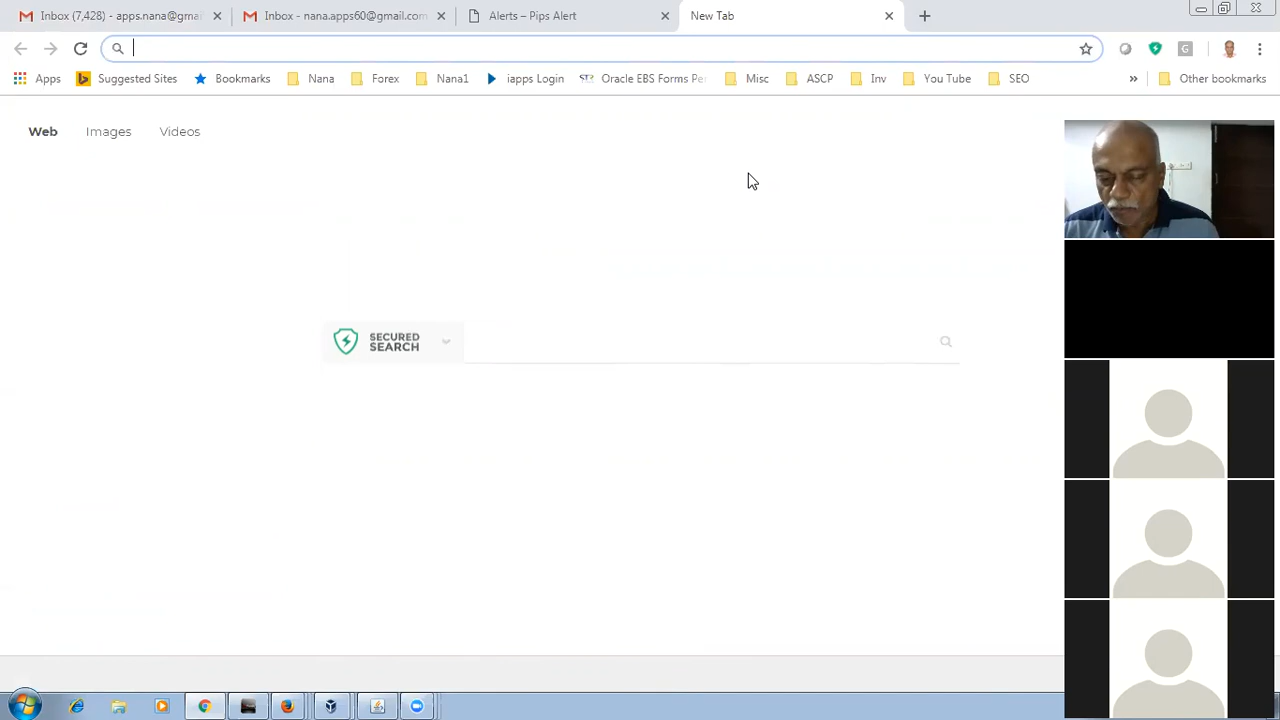 Inbox (7,428) - apps.nana@gmai
Inbox - nana.apps60@gmail.com
Alerts – Pips Alert
New Tab
Apps
Suggested Sites
Bookmarks
Nana
Forex
Nana1
iapps Login
Oracle EBS Forms Pe
Misc
ASCP
Inv
You Tube
SEO
»
Other bookmarks
Web
Images
Videos
SECURED
SEARCH